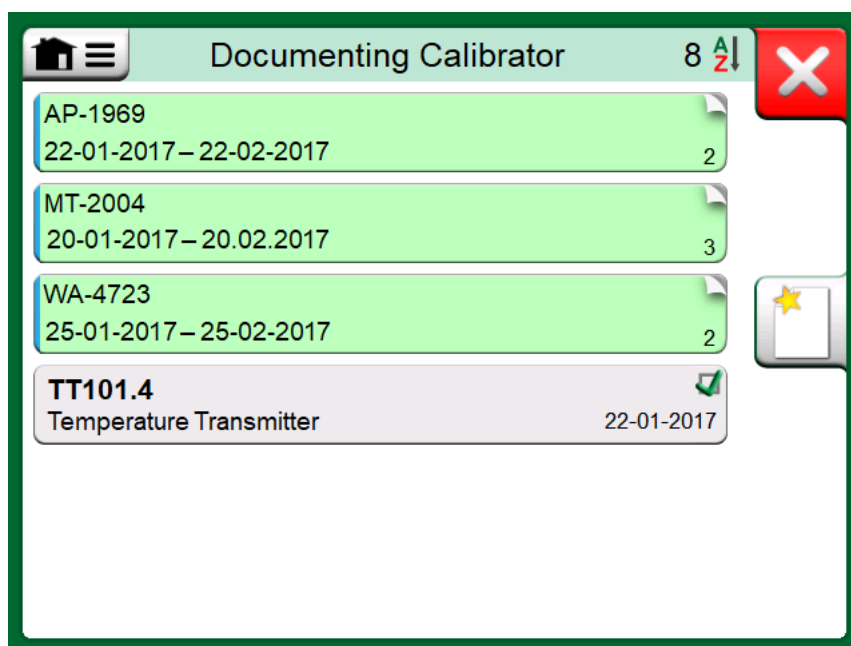 Documenting Calibrator 8 AZ
AP-1969
22-01-2017 – 22-02-2017 2
MT-2004
20-01-2017 – 20.02.2017 3
WA-4723
25-01-2017 – 25-02-2017 2
TT101.4
Temperature Transmitter 22-01-2017